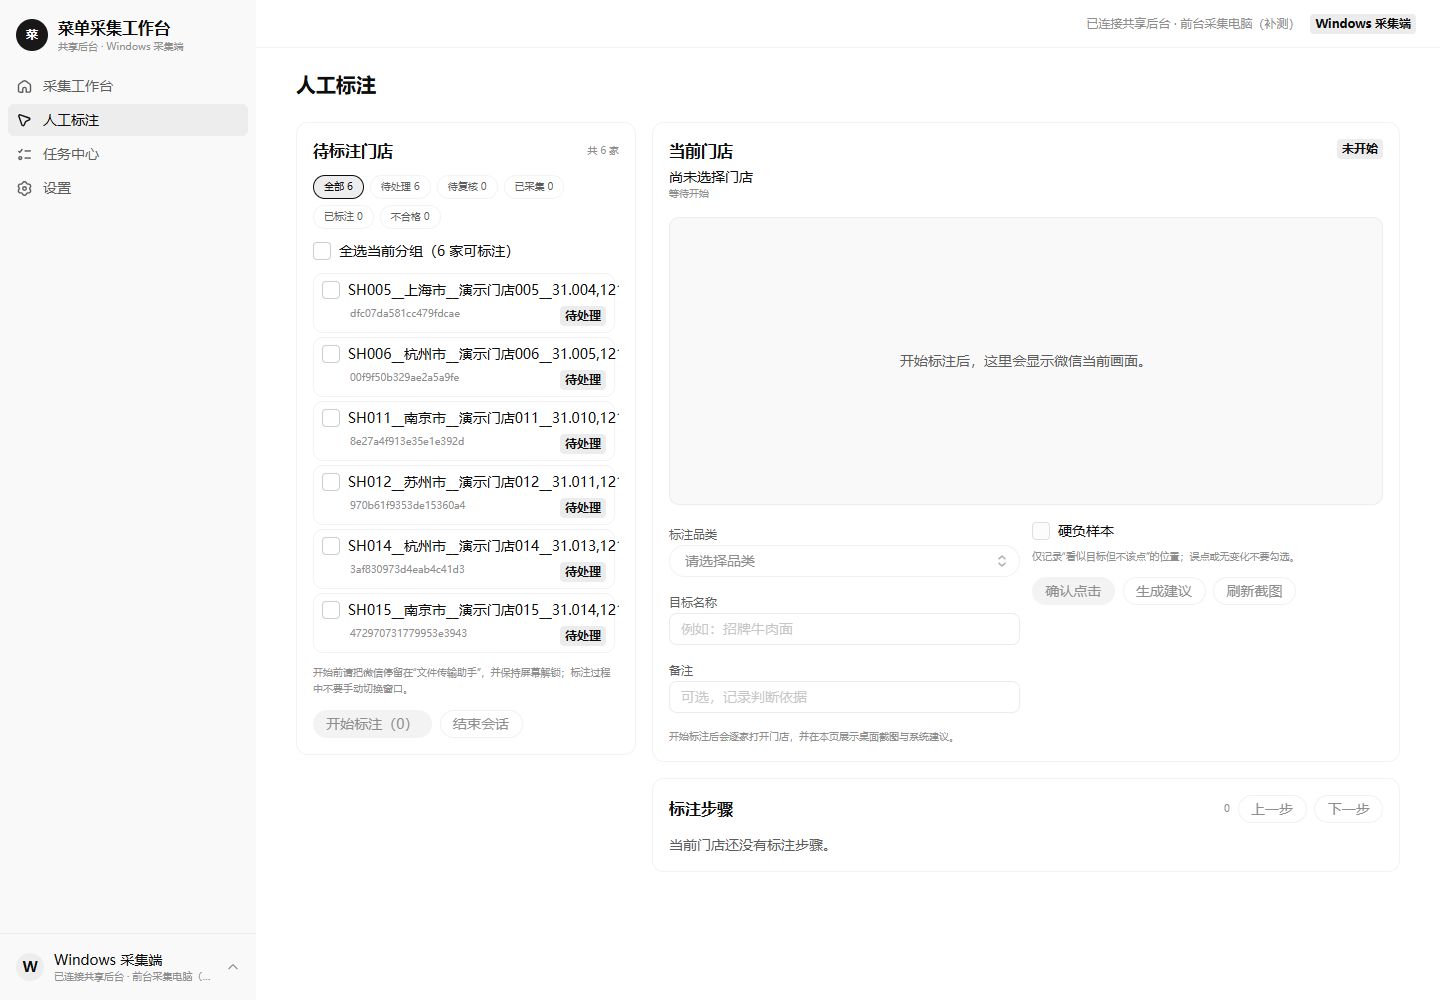 菜
菜单采集工作台
共享后台 · Windows 采集端
采集工作台
人工标注
任务中心
设置
W
Windows 采集端
已连接共享后台 · 前台采集电脑（...
已连接共享后台 · 前台采集电脑（补测）
Windows 采集端
人工标注
待标注门店
共 6 家
全部 6
待处理 6
待复核 0
已采集 0
已标注 0
不合格 0
全选当前分组（6 家可标注）
SH005__上海市__演示门店005__31.004,121
dfc07da581cc479fdcae
待处理
SH006__杭州市__演示门店006__31.005,121
00f9f50b329ae2a5a9fe
待处理
SH011__南京市__演示门店011__31.010,121
8e27a4f913e35e1e392d
待处理
SH012__苏州市__演示门店012__31.011,121
970b61f9353de15360a4
待处理
SH014__杭州市__演示门店014__31.013,121
3af830973d4eab4c41d3
待处理
SH015__南京市__演示门店015__31.014,121
472970731779953e3943
待处理
开始前请把微信停留在“文件传输助手”，并保持屏幕解锁；标注过程
中不要手动切换窗口。
开始标注（0）
结束会话
当前门店
未开始
尚未选择门店
等待开始
开始标注后，这里会显示微信当前画面。
标注品类
请选择品类
目标名称
例如：招牌牛肉面
备注
可选，记录判断依据
开始标注后会逐家打开门店，并在本页展示桌面截图与系统建议。
硬负样本
仅记录“看似目标但不该点”的位置；误点或无变化不要勾选。
确认点击
生成建议
刷新截图
标注步骤
0
上一步
下一步
当前门店还没有标注步骤。